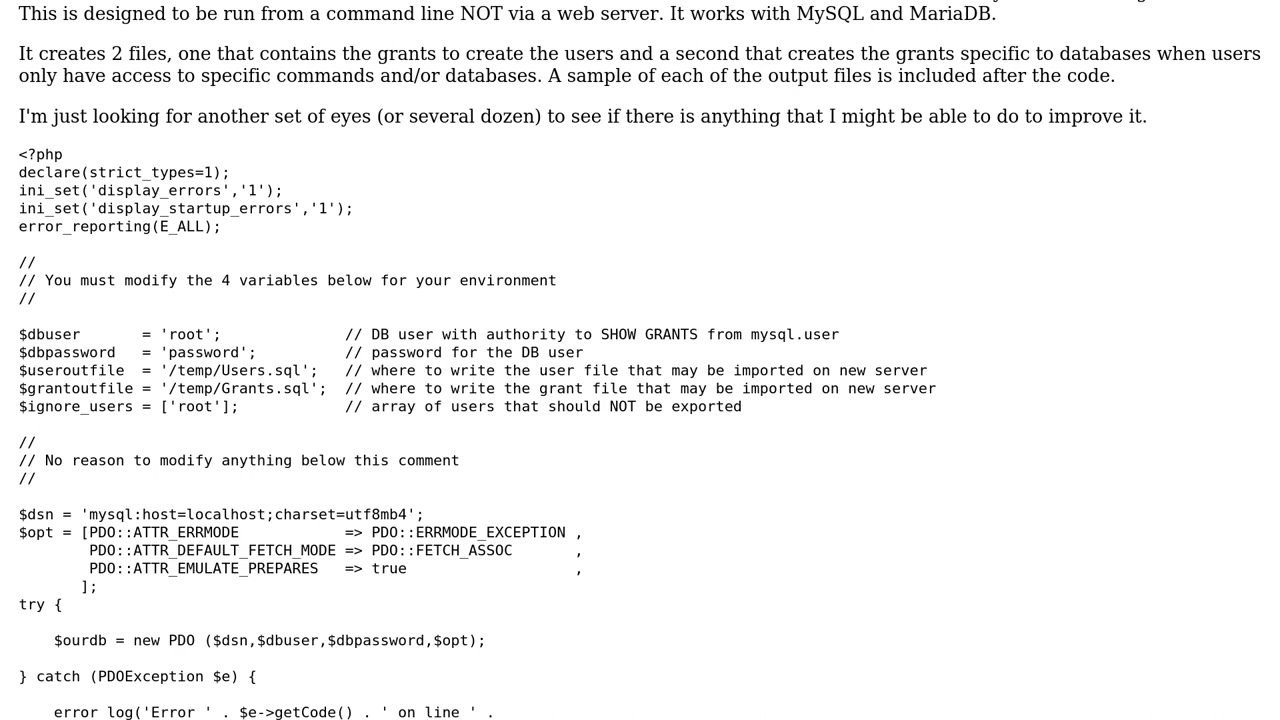 This is designed to be run from a command line NOT via a web server. It works with MySQL and MariaDB.
It creates 2 files, one that contains the grants to create the users and a second that creates the grants specific to databases when users
only have access to specific commands and/or databases. A sample of each of the output files is included after the code.
I'm just looking for another set of eyes (or several dozen) to see if there is anything that I might be able to do to improve it.
<?php
declare(strict_types=1);
ini_set('display_errors','1');
ini_set('display_startup_errors','1');
error_reporting(E_ALL);
//
// You must modify the 4 variables below for your environment
//
$dbuser       = 'root';              // DB user with authority to SHOW GRANTS from mysql.user
$dbpassword   = 'password';          // password for the DB user
$useroutfile  = '/temp/Users.sql';   // where to write the user file that may be imported on new server
$grantoutfile = '/temp/Grants.sql';  // where to write the grant file that may be imported on new server
$ignore_users = ['root'];            // array of users that should NOT be exported
//
// No reason to modify anything below this comment
//
$dsn = 'mysql:host=localhost;charset=utf8mb4';
$opt = [PDO::ATTR_ERRMODE            => PDO::ERRMODE_EXCEPTION ,
        PDO::ATTR_DEFAULT_FETCH_MODE => PDO::FETCH_ASSOC       ,
        PDO::ATTR_EMULATE_PREPARES   => true                   ,
       ];
try {
    $ourdb = new PDO ($dsn,$dbuser,$dbpassword,$opt);
} catch (PDOException $e) {
    error_log('Error ' . $e->getCode() . ' on line ' .